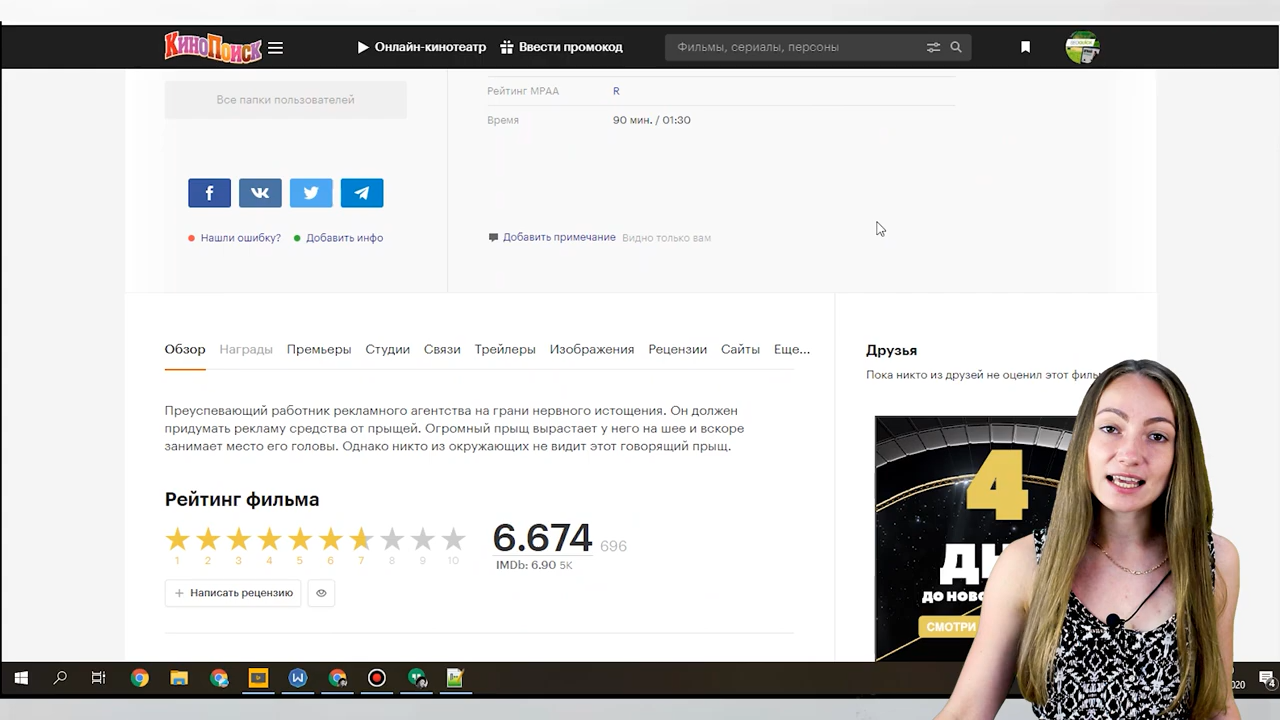 КиноПоиск
Онлайн-кинотеатр
Ввести промокод
Фильмы, сериалы, персоны
Все папки пользователей
Рейтинг MPAA R
Время 90 мин. / 01:30
Нашли ошибку? Добавить инфо
Добавить примечание Видно только вам
Обзор Награды Премьеры Студии Связи Трейлеры Изображения Рецензии Сайты Еще...
Преуспевающий работник рекламного агентства на грани нервного истощения. Он должен
придумать рекламу средства от прыщей. Огромный прыщ вырастает у него на шее и вскоре
занимает место его головы. Однако никто из окружающих не видит этот говорящий прыщ.
Рейтинг фильма
1 2 3 4 5 6 7 8 9 10
6.674 696
IMDb: 6.90 5K
Написать рецензию
Друзья
Пока никто из друзей не оценил этот
4
СМОТРИ